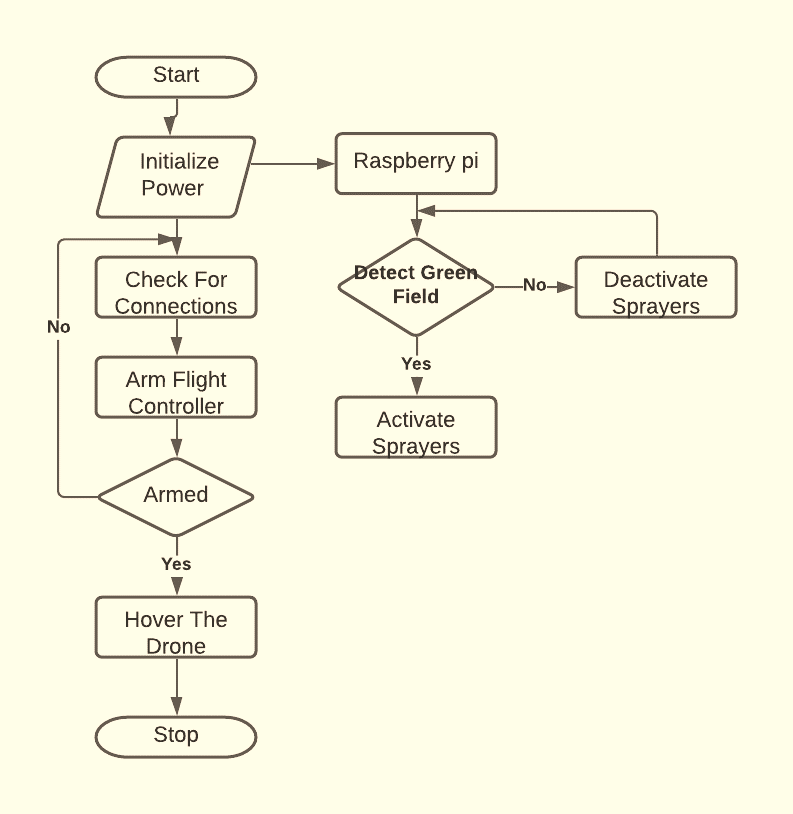 Start
Initialize
Power
Raspberry pi
Check For
Connections
Detect Green
Field
No
Deactivate
Sprayers
No
Arm Flight
Controller
Yes
Activate
Sprayers
Armed
Yes
Hover The
Drone
Stop